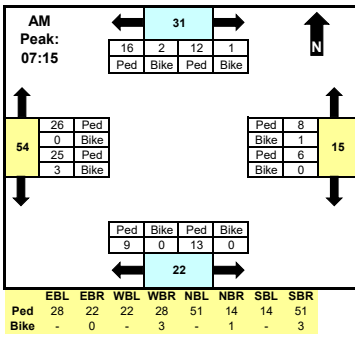 AM
Peak:
07:15
31
N
16 2 12 1
Ped Bike Ped Bike
54
26 Ped
0 Bike
25 Ped
3 Bike
Ped 8
Bike 1
Ped 6
Bike 0
15
Ped Bike Ped Bike
9 0 13 0
22
EBL EBR WBL WBR NBL NBR SBL SBR
Ped 28 22 22 28 51 14 14 51
Bike - 0 - 3 - 1 - 3